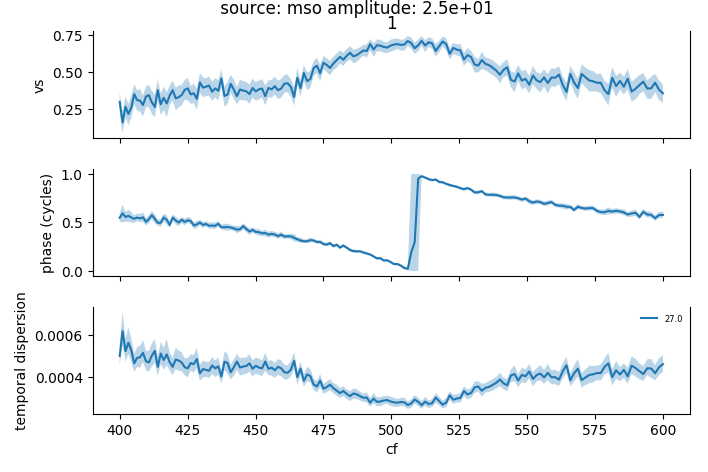 source: mso amplitude: 2.5e+01
1
vs
0.75
0.50
0.25
phase (cycles)
1.0
0.5
0.0
temporal dispersion
0.0006
0.0004
27.0
400 425 450 475 500 525 550 575 600
cf